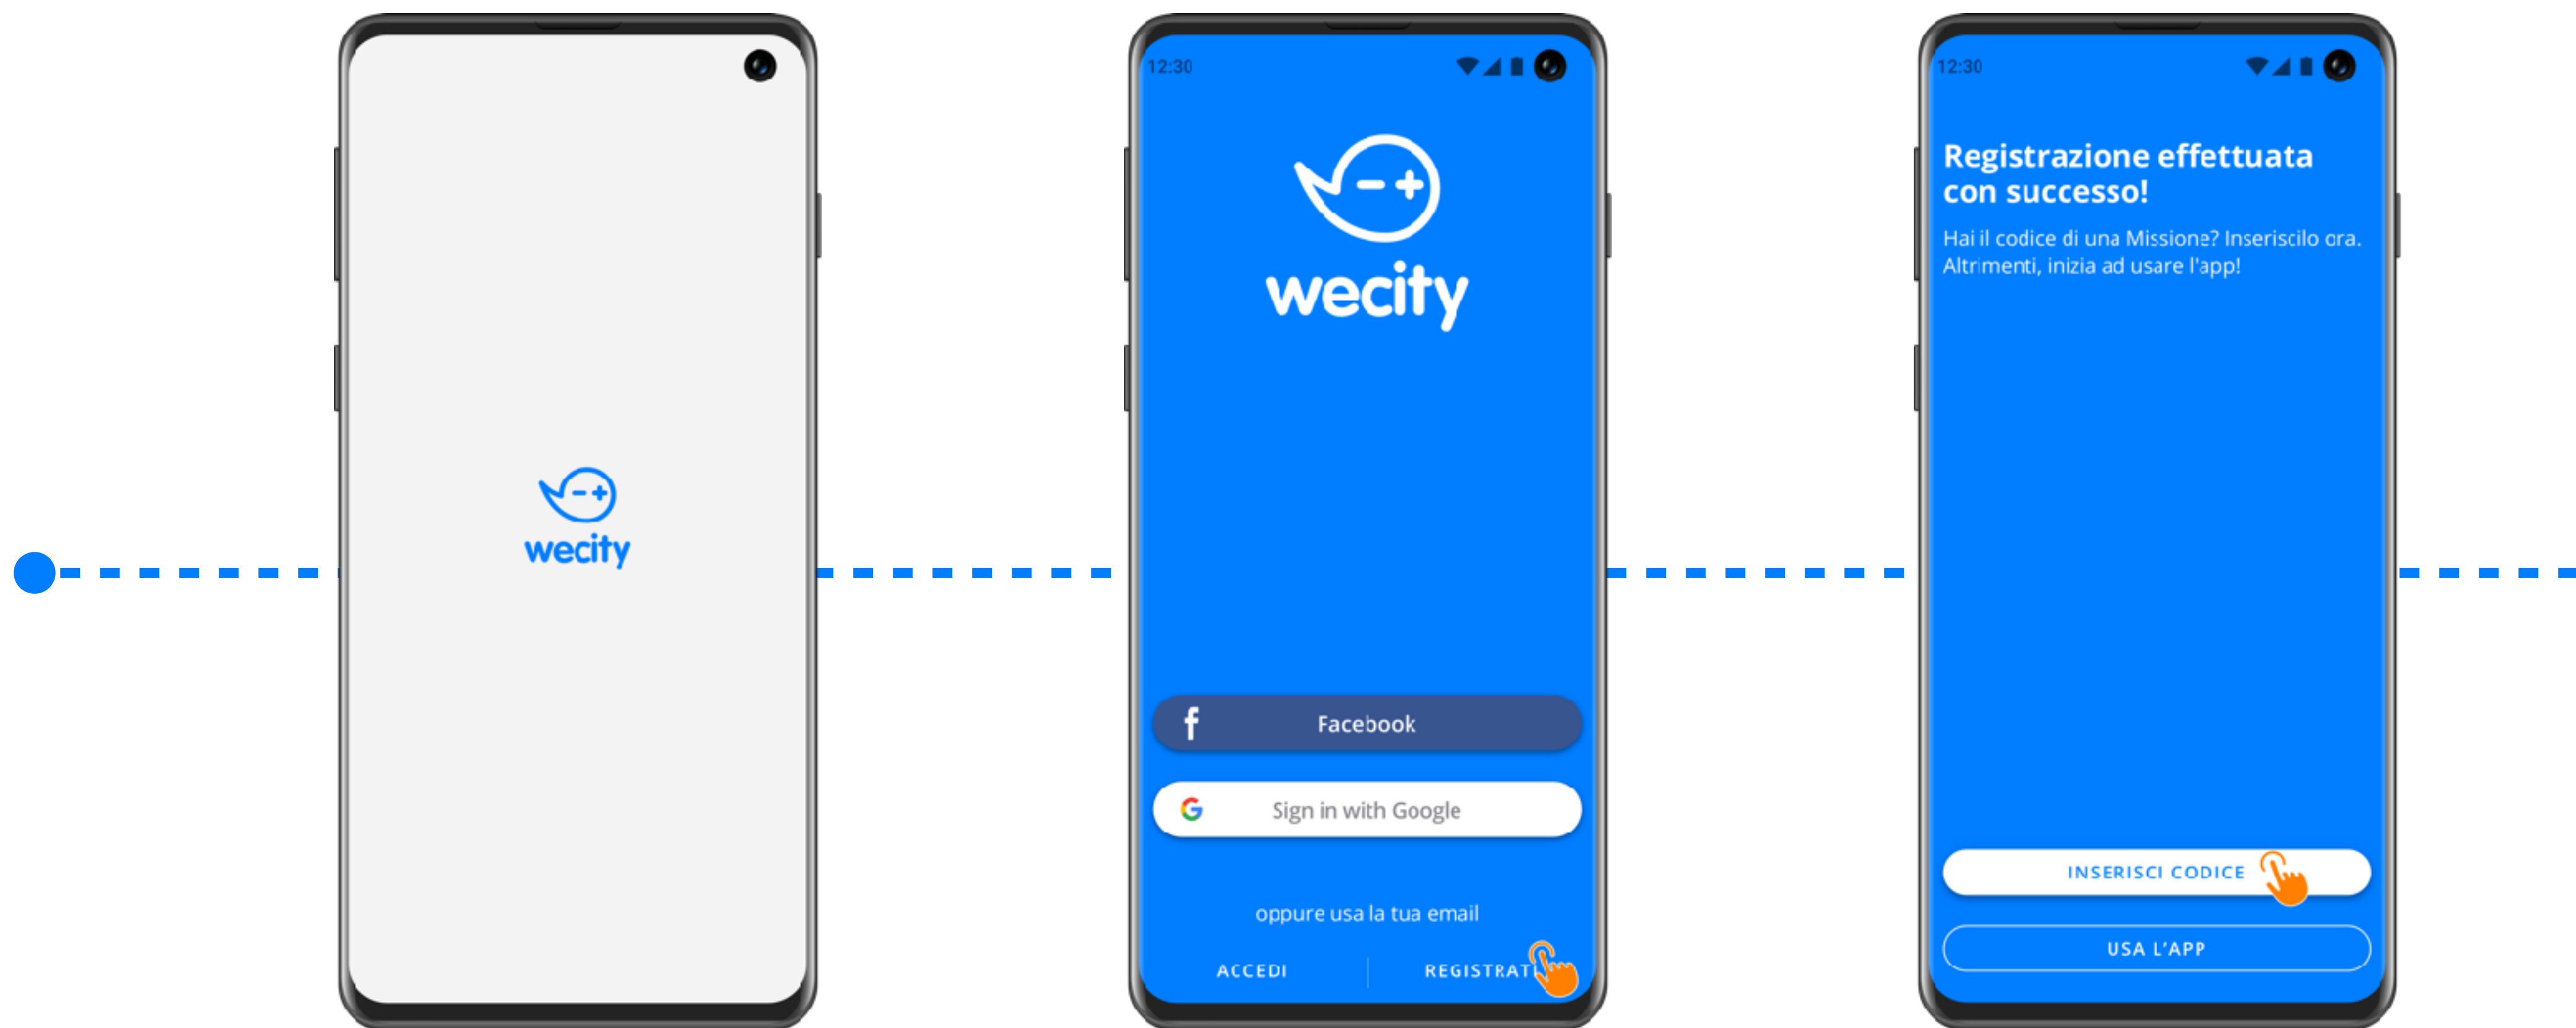 wecity
12:30
wecity
Facebook
Sign in with Google
oppure usa la tua email
ACCEDI
REGISTRATI
12:30
Registrazione effettuata
con successo!
Hai il codice di una Missione? Inseriscilo ora.
Altrimenti, inizia ad usare l'app!
INSERISCI CODICE
USA L’APP